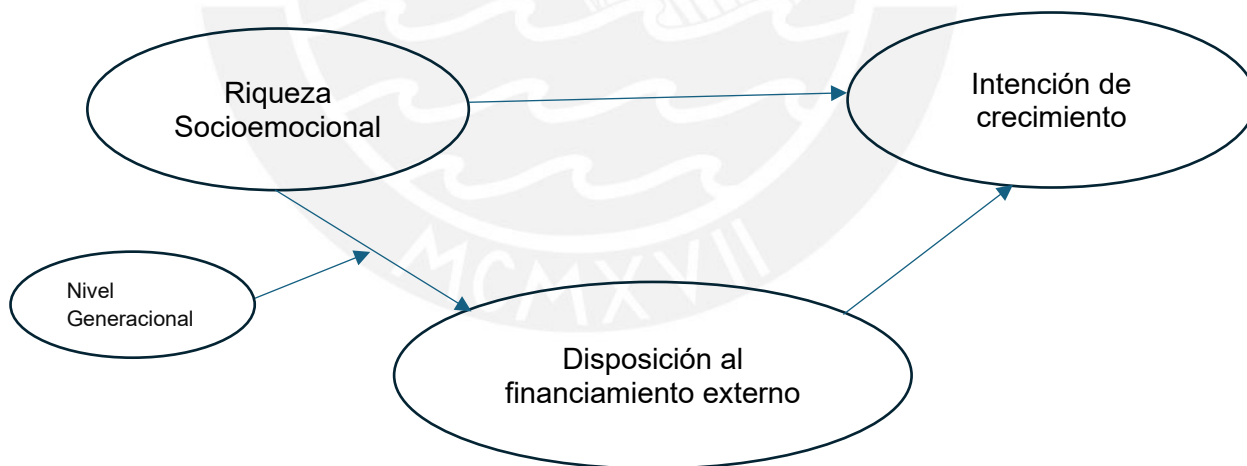 Riqueza
Socioemocional
Intención de
crecimiento
Nivel
Generacional
MCMXVII
Disposición al
financiamiento externo